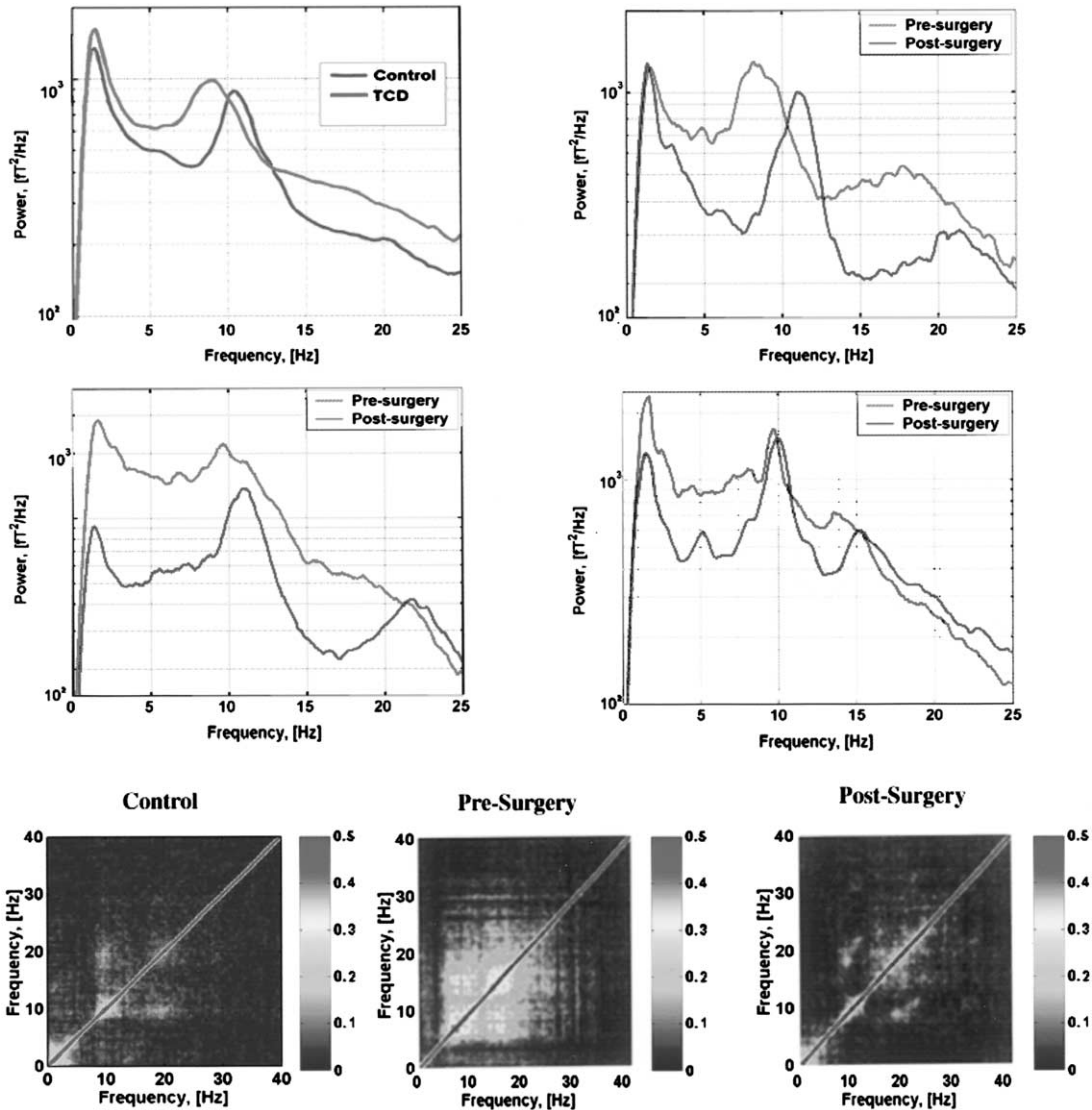 Control
TCD
10³
10²
Power, [fT²/Hz]
0 5 10 15 20 25
Frequency, [Hz]
Pre-surgery
Post-surgery
10³
10²
Power, [fT²/Hz]
0 5 10 15 20 25
Frequency, [Hz]
Pre-surgery
Post-surgery
10³
10²
Power, [fT²/Hz]
0 5 10 15 20 25
Frequency, [Hz]
Pre-surgery
Post-surgery
10³
10²
Power, [fT²/Hz]
0 5 10 15 20 25
Frequency, [Hz]
Control
40
30
20
10
0
Frequency, [Hz]
0 10 20 30 40
Frequency, [Hz]
0.5
0.4
0.3
0.2
0.1
0
Pre-Surgery
40
30
20
10
0
Frequency, [Hz]
0 10 20 30 40
Frequency, [Hz]
0.5
0.4
0.3
0.2
0.1
0
Post-Surgery
40
30
20
10
0
Frequency, [Hz]
0 10 20 30 40
Frequency, [Hz]
0.5
0.4
0.3
0.2
0.1
0